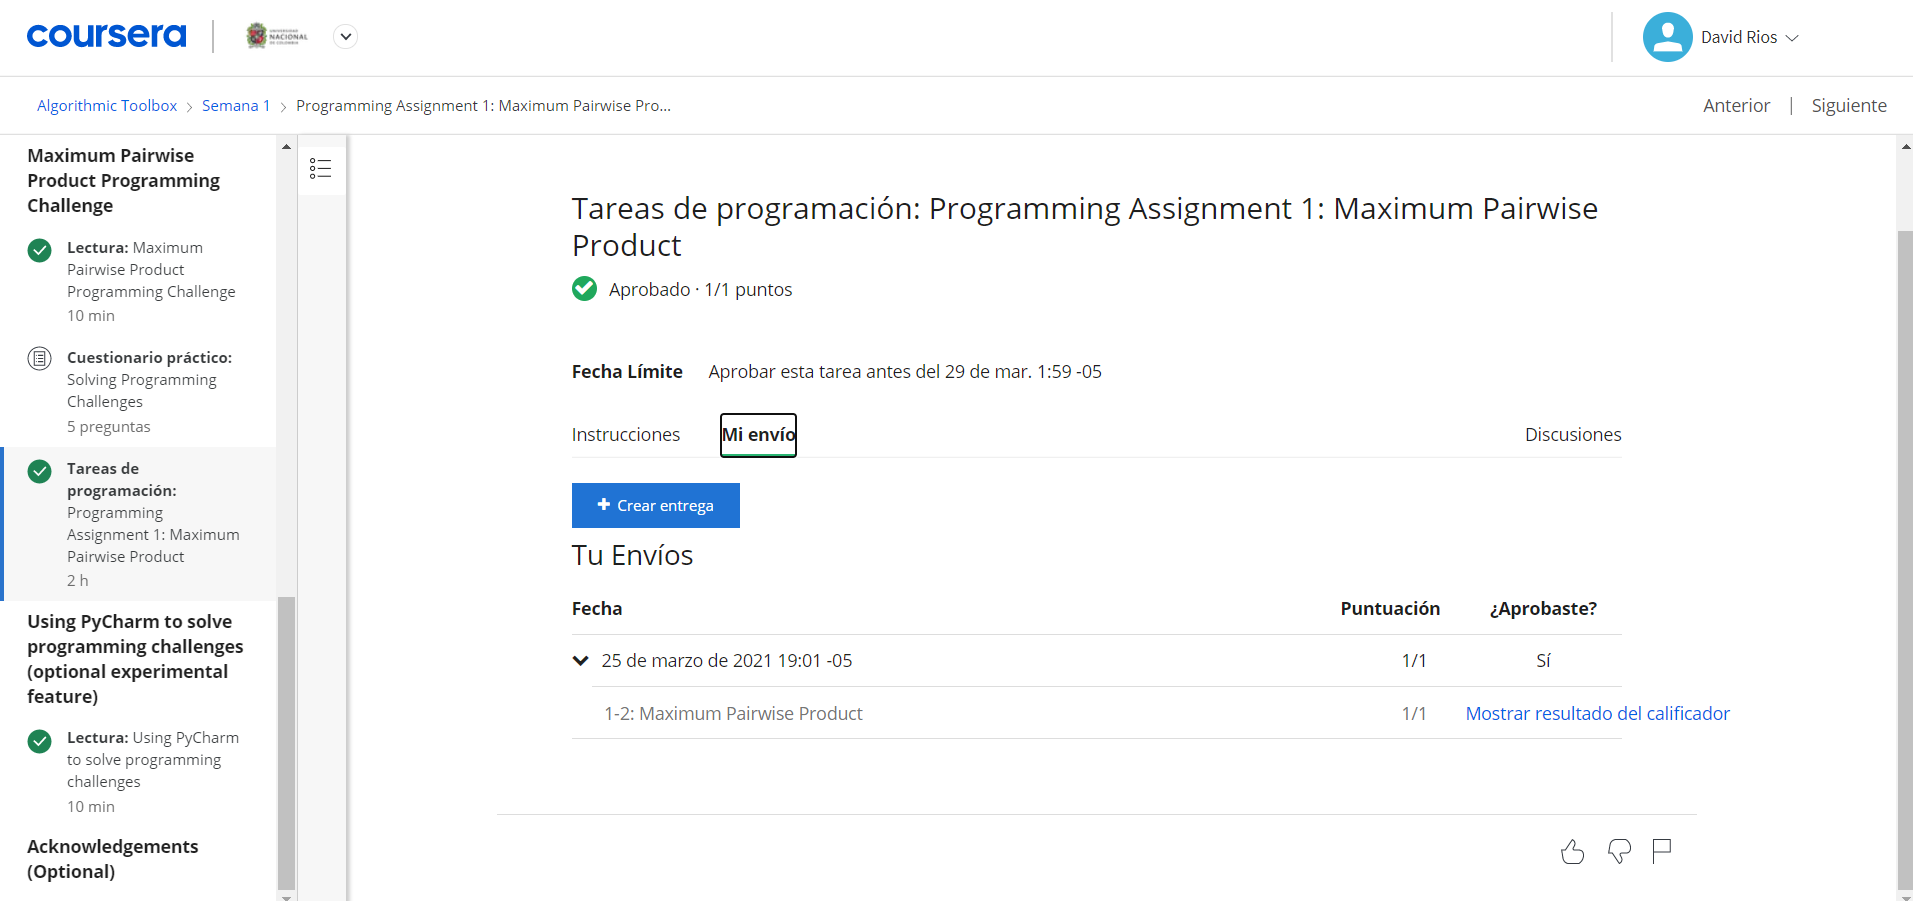 coursera
UNIVERSIDAD
NACIONAL
DE COLOMBIA
David Rios
Algorithmic Toolbox > Semana 1 > Programming Assignment 1: Maximum Pairwise Pro...
Anterior | Siguiente
Maximum Pairwise
Product Programming
Challenge
Lectura: Maximum
Pairwise Product
Programming Challenge
10 min
Cuestionario práctico:
Solving Programming
Challenges
5 preguntas
Tareas de
programación:
Programming
Assignment 1: Maximum
Pairwise Product
2 h
Using PyCharm to solve
programming challenges
(optional experimental
feature)
Lectura: Using PyCharm
to solve programming
challenges
10 min
Acknowledgements
(Optional)
Tareas de programación: Programming Assignment 1: Maximum Pairwise
Product
Aprobado · 1/1 puntos
Fecha Límite Aprobar esta tarea antes del 29 de mar. 1:59 -05
Instrucciones Mi envío Discusiones
+ Crear entrega
Tu Envíos
Fecha Puntuación ¿Aprobaste?
25 de marzo de 2021 19:01 -05 1/1 Sí
1-2: Maximum Pairwise Product 1/1 Mostrar resultado del calificador